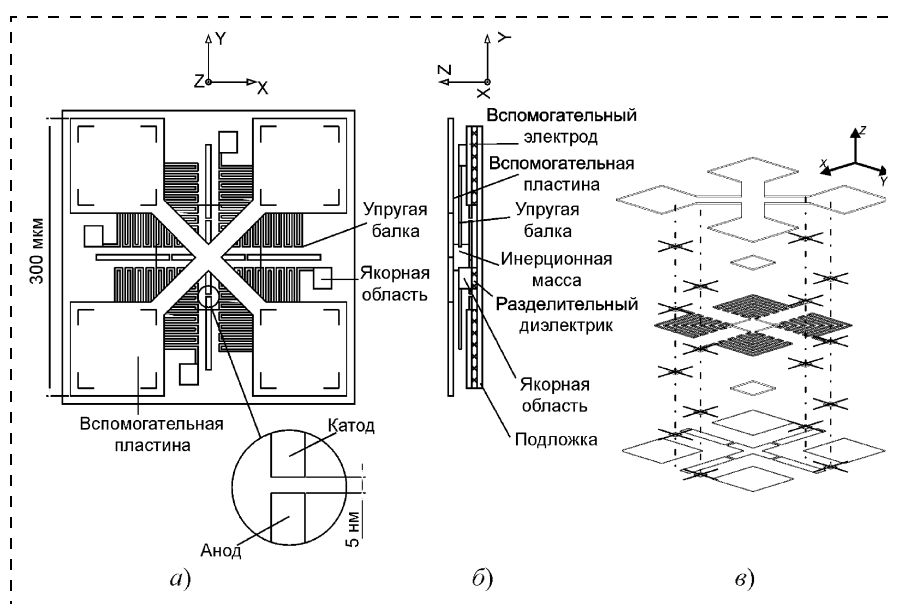 Y
Z
X
300 мкм
Упругая
балка
Якорная
область
Вспомогательная
пластина
Катод
Анод
5 нм
а)
Z
Y
X
Вспомогательный
электрод
Вспомогательная
пластина
Упругая
балка
Инерционная
масса
Разделительный
диэлектрик
Якорная
область
Подложка
б)
Z
X
Y
в)